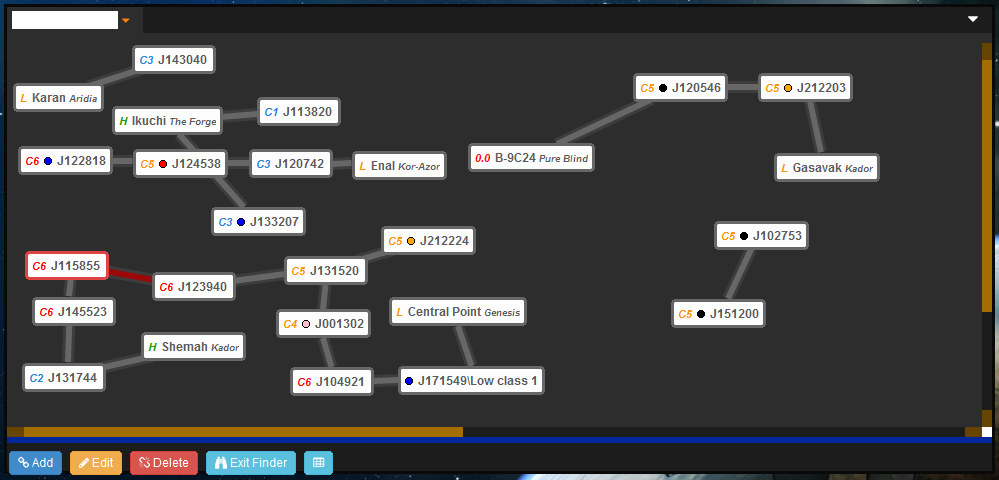 C3 J143040
L Karan Aridia
H Ikuchi The Forge
C1 J113820
C6 J122818
C5 J124538
C3 J120742
L Enal Kor-Azor
C3 J133207
C5 J120546
C5 J212203
0.0 B-9C24 Pure Blind
L Gasavak Kador
C5 J212224
C5 J102753
C6 J115855
C6 J123940
C5 J131520
C6 J145523
C4 J001302
L Central Point Genesis
C5 J151200
H Shemah Kador
C2 J131744
C6 J104921
J171549\Low class 1
Add
Edit
Delete
Exit Finder